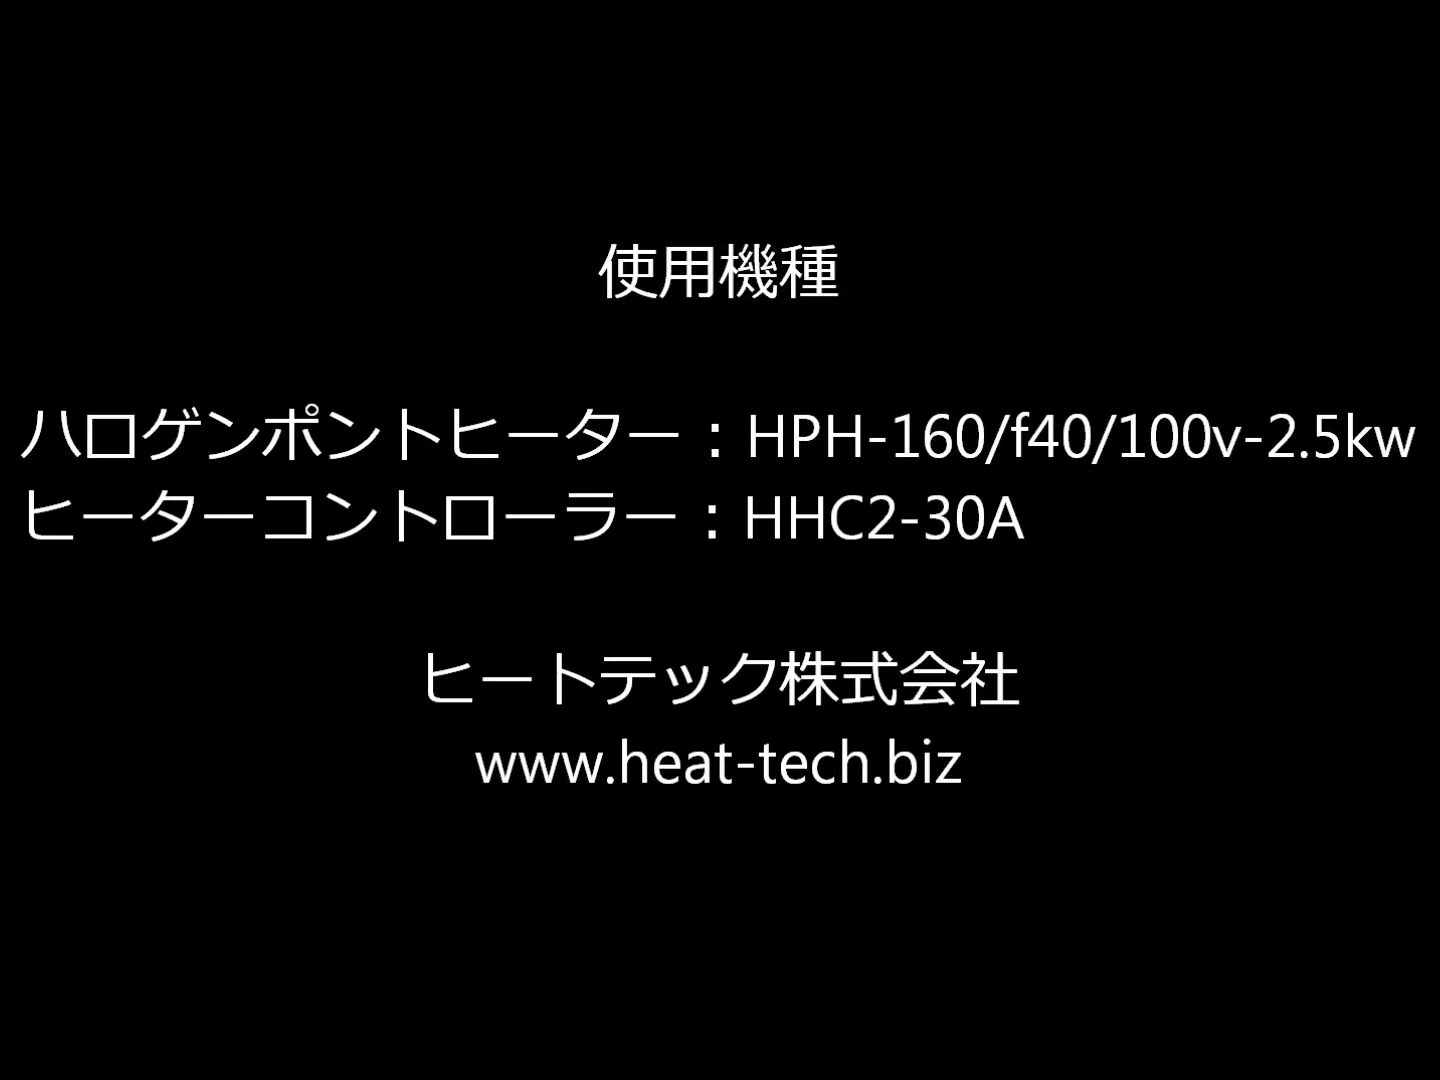 使用機種
ハロゲンポントヒーター：HPH-160/f40/100v-2.5kw
ヒーターコントローラー：HHC2-30A
ヒートテック株式会社
www.heat-tech.biz